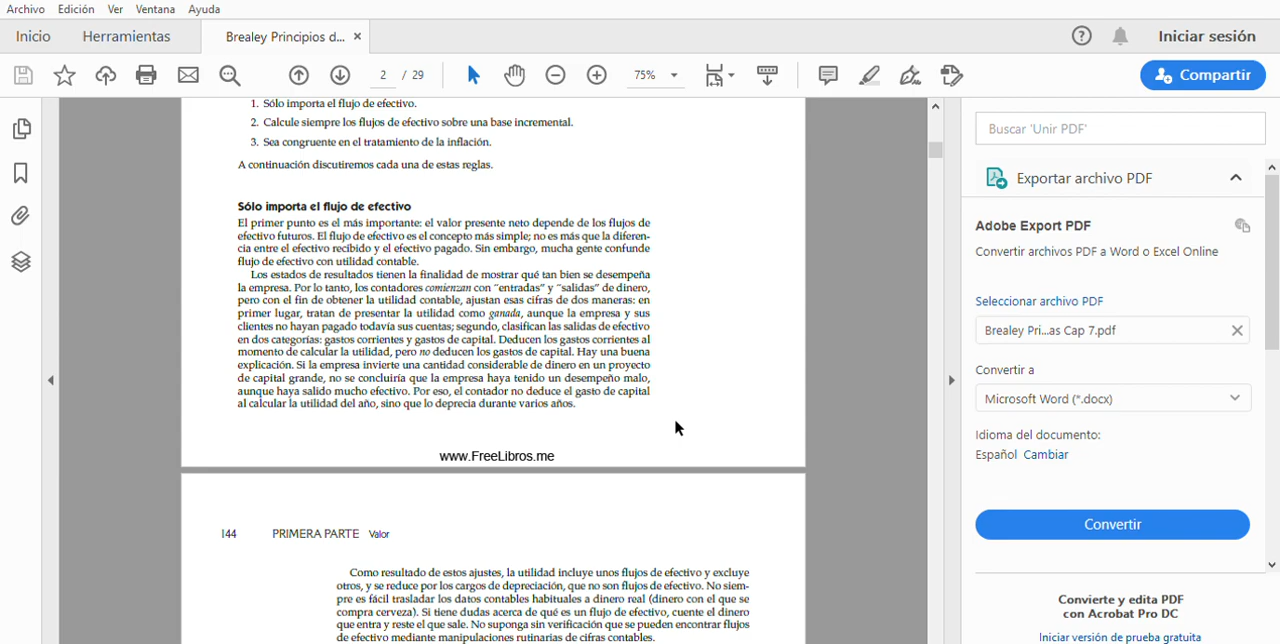 Archivo Edición Ver Ventana Ayuda
Inicio Herramientas Brealey Principios d... × Iniciar sesión
2 / 29 75% Compartir
1. Sólo importa el flujo de efectivo.
2. Calcule siempre los flujos de efectivo sobre una base incremental.
3. Sea congruente en el tratamiento de la inflación.
A continuación discutiremos cada una de estas reglas.
Sólo importa el flujo de efectivo
El primer punto es el más importante: el valor presente neto depende de los flujos de
efectivo futuros. El flujo de efectivo es el concepto más simple; no es más que la diferen-
cia entre el efectivo recibido y el efectivo pagado. Sin embargo, mucha gente confunde
flujo de efectivo con utilidad contable.
Los estados de resultados tienen la finalidad de mostrar qué tan bien se desempeña
la empresa. Por lo tanto, los contadores comienzan con “entradas” y “salidas” de dinero,
pero con el fin de obtener la utilidad contable, ajustan esas cifras de dos maneras: en
primer lugar, tratan de presentar la utilidad como ganada, aunque la empresa y sus
clientes no hayan pagado todavía sus cuentas; segundo, clasifican las salidas de efectivo
en dos categorías: gastos corrientes y gastos de capital. Deducen los gastos corrientes al
momento de calcular la utilidad, pero no deducen los gastos de capital. Hay una buena
explicación. Si la empresa invierte una cantidad considerable de dinero en un proyecto
de capital grande, no se concluiría que la empresa haya tenido un desempeño malo,
aunque haya salido mucho efectivo. Por eso, el contador no deduce el gasto de capital
al calcular la utilidad del año, sino que lo deprecia durante varios años.
www.FreeLibros.me
144 PRIMERA PARTE Valor
Como resultado de estos ajustes, la utilidad incluye unos flujos de efectivo y excluye
otros, y se reduce por los cargos de depreciación, que no son flujos de efectivo. No siem-
pre es fácil trasladar los datos contables habituales a dinero real (dinero con el que se
compra cerveza). Si tiene dudas acerca de qué es un flujo de efectivo, cuente el dinero
que entra y reste el que sale. No suponga sin verificación que se pueden encontrar flujos
de efectivo mediante manipulaciones rutinarias de cifras contables.
Buscar 'Unir PDF'
Exportar archivo PDF
Adobe Export PDF
Convertir archivos PDF a Word o Excel Online
Seleccionar archivo PDF
Brealey Pri...as Cap 7.pdf
Convertir a
Microsoft Word (*.docx)
Idioma del documento:
Español Cambiar
Convertir
Convierte y edita PDF
con Acrobat Pro DC
Iniciar versión de prueba gratuita